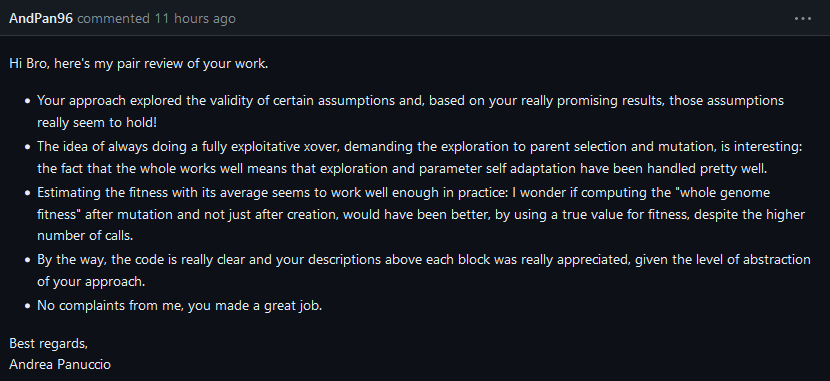 AndPan96 commented 11 hours ago
Hi Bro, here's my pair review of your work.
• Your approach explored the validity of certain assumptions and, based on your really promising results, those assumptions
really seem to hold!
• The idea of always doing a fully exploitative xover, demanding the exploration to parent selection and mutation, is interesting:
the fact that the whole works well means that exploration and parameter self adaptation have been handled pretty well.
• Estimating the fitness with its average seems to work well enough in practice: I wonder if computing the "whole genome
fitness" after mutation and not just after creation, would have been better, by using a true value for fitness, despite the higher
number of calls.
• By the way, the code is really clear and your descriptions above each block was really appreciated, given the level of abstraction
of your approach.
• No complaints from me, you made a great job.
Best regards,
Andrea Panuccio